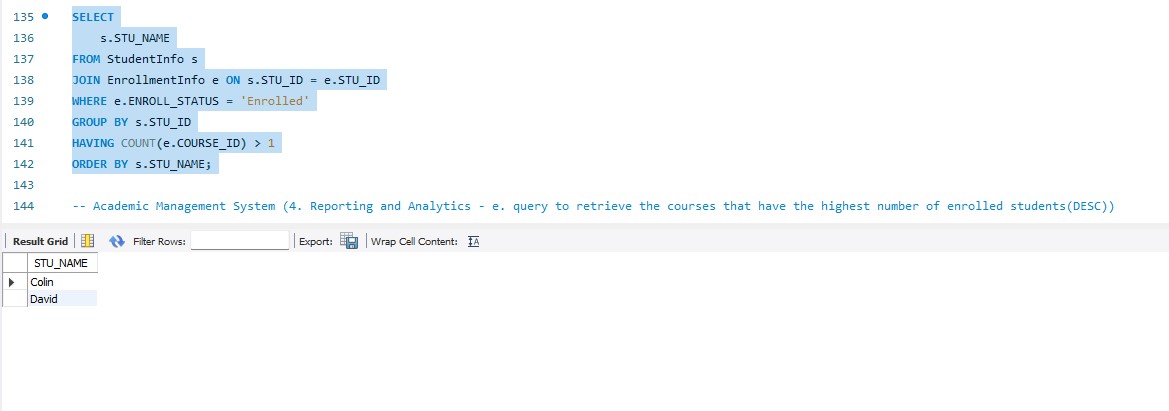 135 SELECT
136 s.STU_NAME
137 FROM StudentInfo s
138 JOIN EnrollmentInfo e ON s.STU_ID = e.STU_ID
139 WHERE e.ENROLL_STATUS = 'Enrolled'
140 GROUP BY s.STU_ID
141 HAVING COUNT(e.COURSE_ID) > 1
142 ORDER BY s.STU_NAME;
143
144 -- Academic Management System (4. Reporting and Analytics - e. query to retrieve the courses that have the highest number of enrolled students(DESC))
Result Grid Filter Rows: Export: Wrap Cell Content: IA
STU_NAME
Colin
David